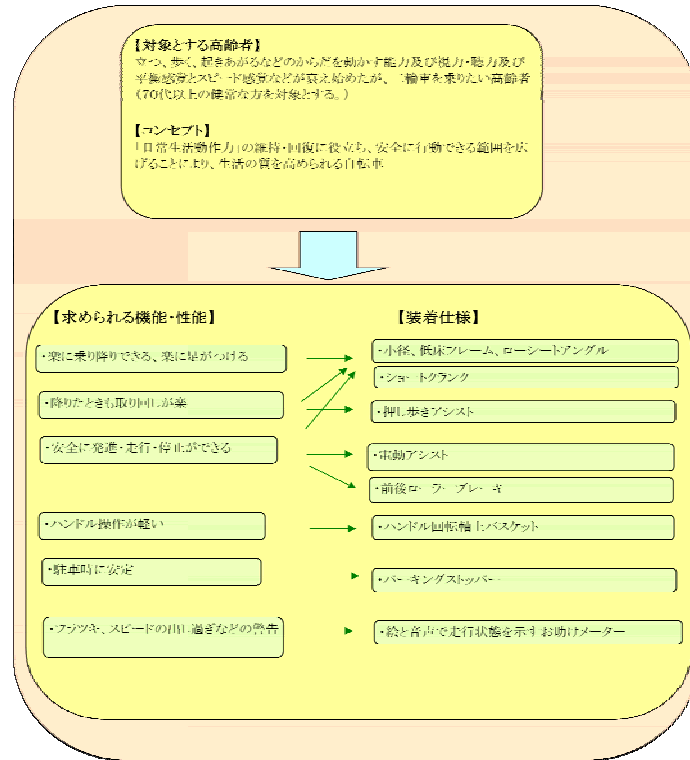 【対象とする高齢者】
立つ、歩く、起きあがるなどのからだを動かす能力及び視力・聴力及び
平衡感覚とスピード感覚などが衰え始めたが、二輪車を乗りたい高齢者
(70代以上の健常な方を対象とする。)
【コンセプト】
「日常生活動作力」の維持・回復に役立ち、安全に行動できる範囲を広
げることにより、生活の質を高められる自転車
【求められる機能・性能】
【装着仕様】
・楽に乗り降りできる、楽に足がつける
・小径、低床フレーム、ローシートアングル
・ショートクランク
・降りたときも取り回しが楽
・押し歩きアシスト
・安全に発進・走行・停止ができる
・電動アシスト
・前後ローラーブレーキ
・ハンドル操作が軽い
・ハンドル回転軸上バスケット
・駐車時に安定
・パーキングストッパー
・フラツキ、スピードの出し過ぎなどの警告
・絵と音声で走行状態を示すお助けメーター